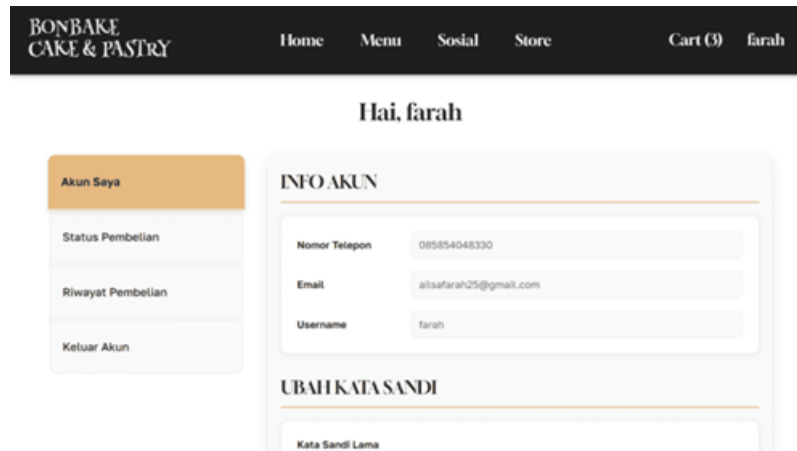 BONBAKE
CAKE & PASTRY
Home Menu Sosial Store Cart (3) farah
Hai, farah
Akun Saya
Status Pembelian
Riwayat Pembelian
Keluar Akun
INFO AKUN
Nomor Telepon 085854048330
Email ailsafarah25@gmail.com
Username farah
UBAH KATA SANDI
Kata Sandi Lama